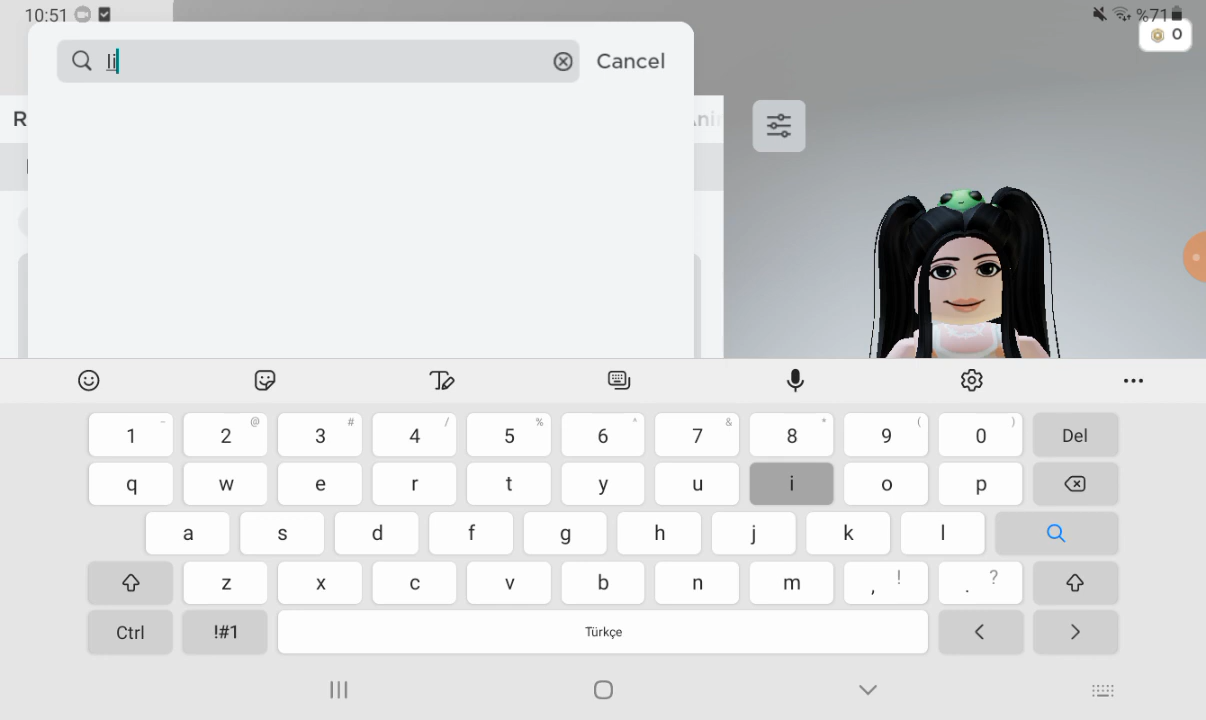 10:51
%71
0
li
Cancel
R
Ani
1 - 2 @ 3 # 4 / 5 % 6 ^ 7 & 8 * 9 ( 0 ) Del
q w e r t y u i o p
a s d f g h j k l
z x c v b n m , ! . ?
Ctrl !#1 Türkçe